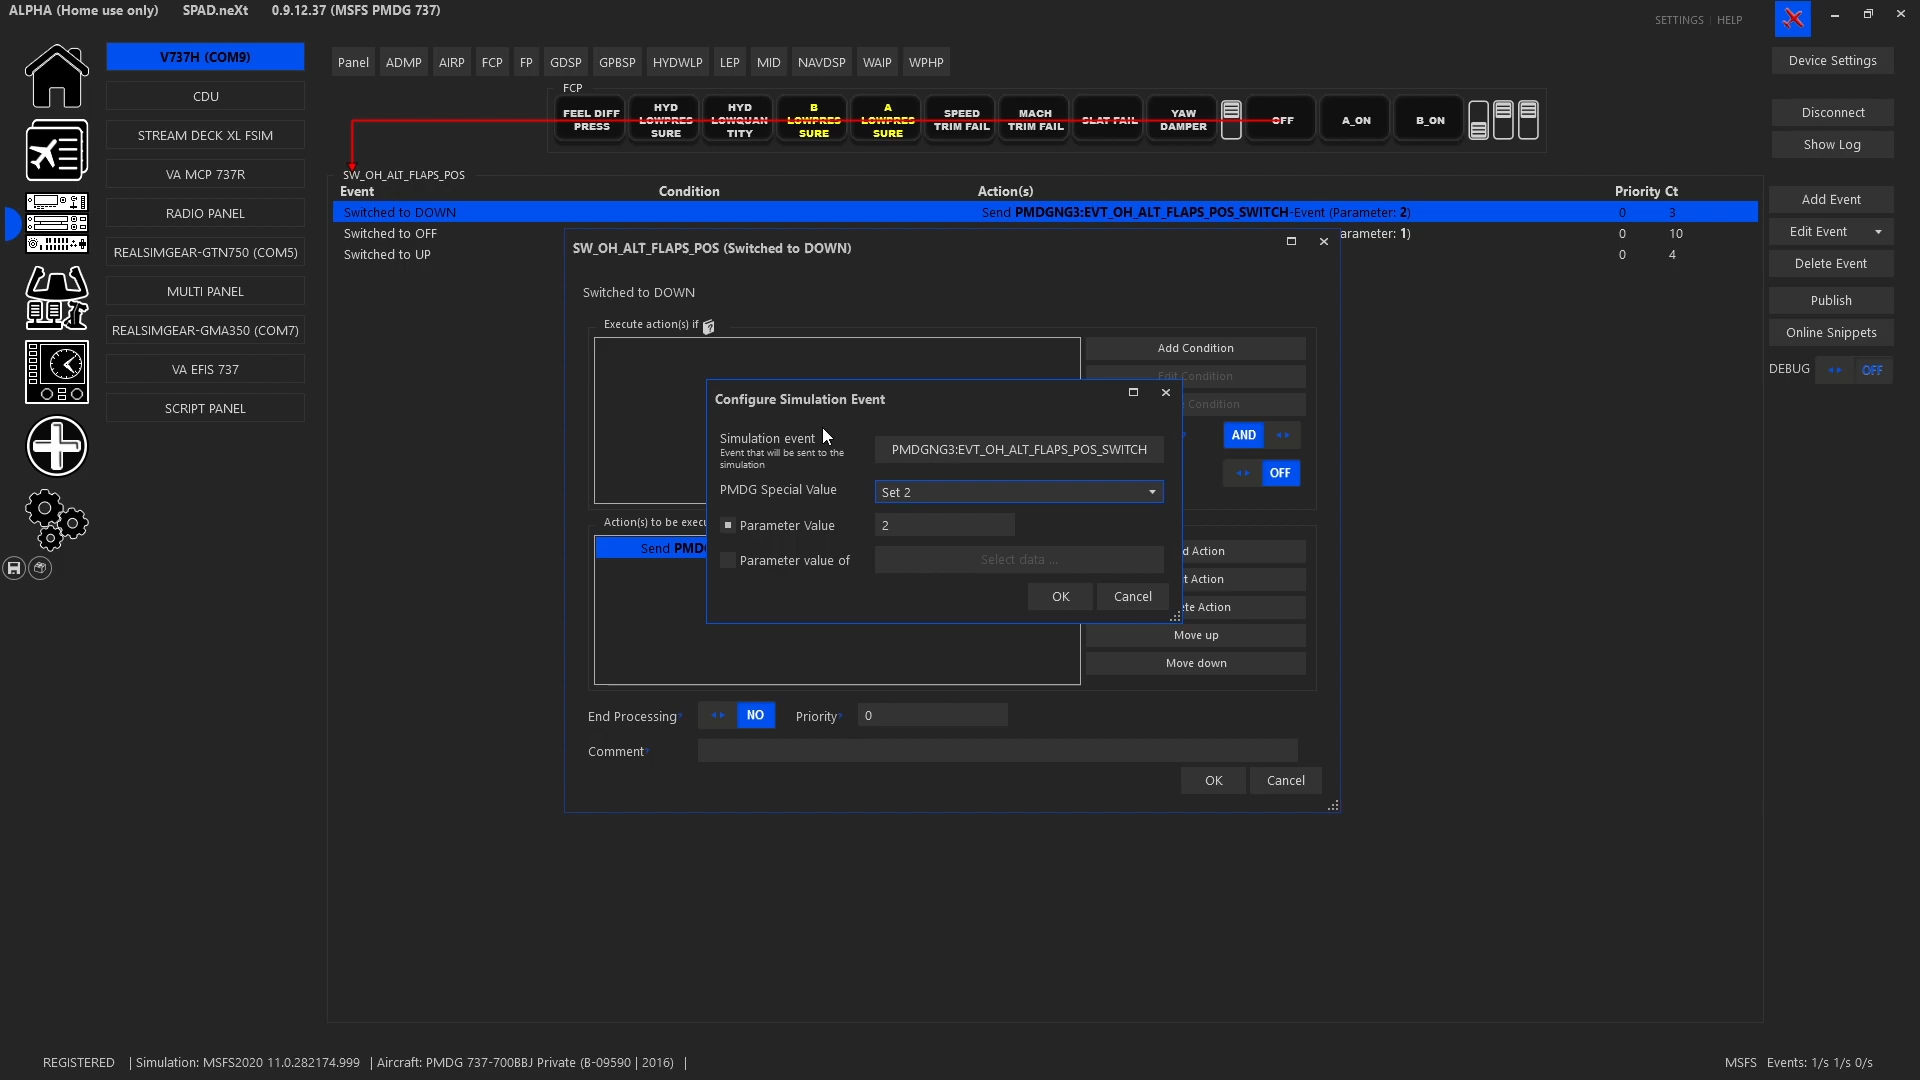 ALPHA (Home use only) SPAD.neXt 0.9.12.37 (MSFS PMDG 737)
SETTINGS | HELP
V737H (COM9)
CDU
STREAM DECK XL FSIM
VA MCP 737R
RADIO PANEL
REALSIMGEAR-GTN750 (COM5)
MULTI PANEL
REALSIMGEAR-GMA350 (COM7)
VA EFIS 737
SCRIPT PANEL
Panel ADMP AIRP FCP FP GDSP GPBSP HYDWLP LEP MID NAVDSP WAIP WPHP
FCP
FEEL DIFF PRESS
HYD LOWPRES SURE
HYD LOWQUAN TITY
B LOWPRES SURE
A LOWPRES SURE
SPEED TRIM FAIL
MACH TRIM FAIL
SLAT FAIL
YAW DAMPER
OFF
A_ON
B_ON
SW_OH_ALT_FLAPS_POS
Event Condition Action(s) Priority Ct
Switched to DOWN Send PMDGNG3:EVT_OH_ALT_FLAPS_POS_SWITCH-Event (Parameter: 2) 0 3
Switched to OFF arameter: 1) 0 10
Switched to UP 0 4
SW_OH_ALT_FLAPS_POS (Switched to DOWN)
Switched to DOWN
Execute action(s) if
Add Condition
Edit Condition
Condition
AND
OFF
Configure Simulation Event
Simulation event
Event that will be sent to the
simulation
PMDGNG3:EVT_OH_ALT_FLAPS_POS_SWITCH
PMDG Special Value Set 2
Parameter Value 2
Parameter value of Select data ...
OK Cancel
Action(s) to be execu
Send PMD
d Action
t Action
ete Action
Move up
Move down
End Processing NO Priority 0
Comment
OK Cancel
Device Settings
Disconnect
Show Log
Add Event
Edit Event
Delete Event
Publish
Online Snippets
DEBUG OFF
REGISTERED | Simulation: MSFS2020 11.0.282174.999 | Aircraft: PMDG 737-700BBJ Private (B-09590 | 2016) |
MSFS Events: 1/s 1/s 0/s